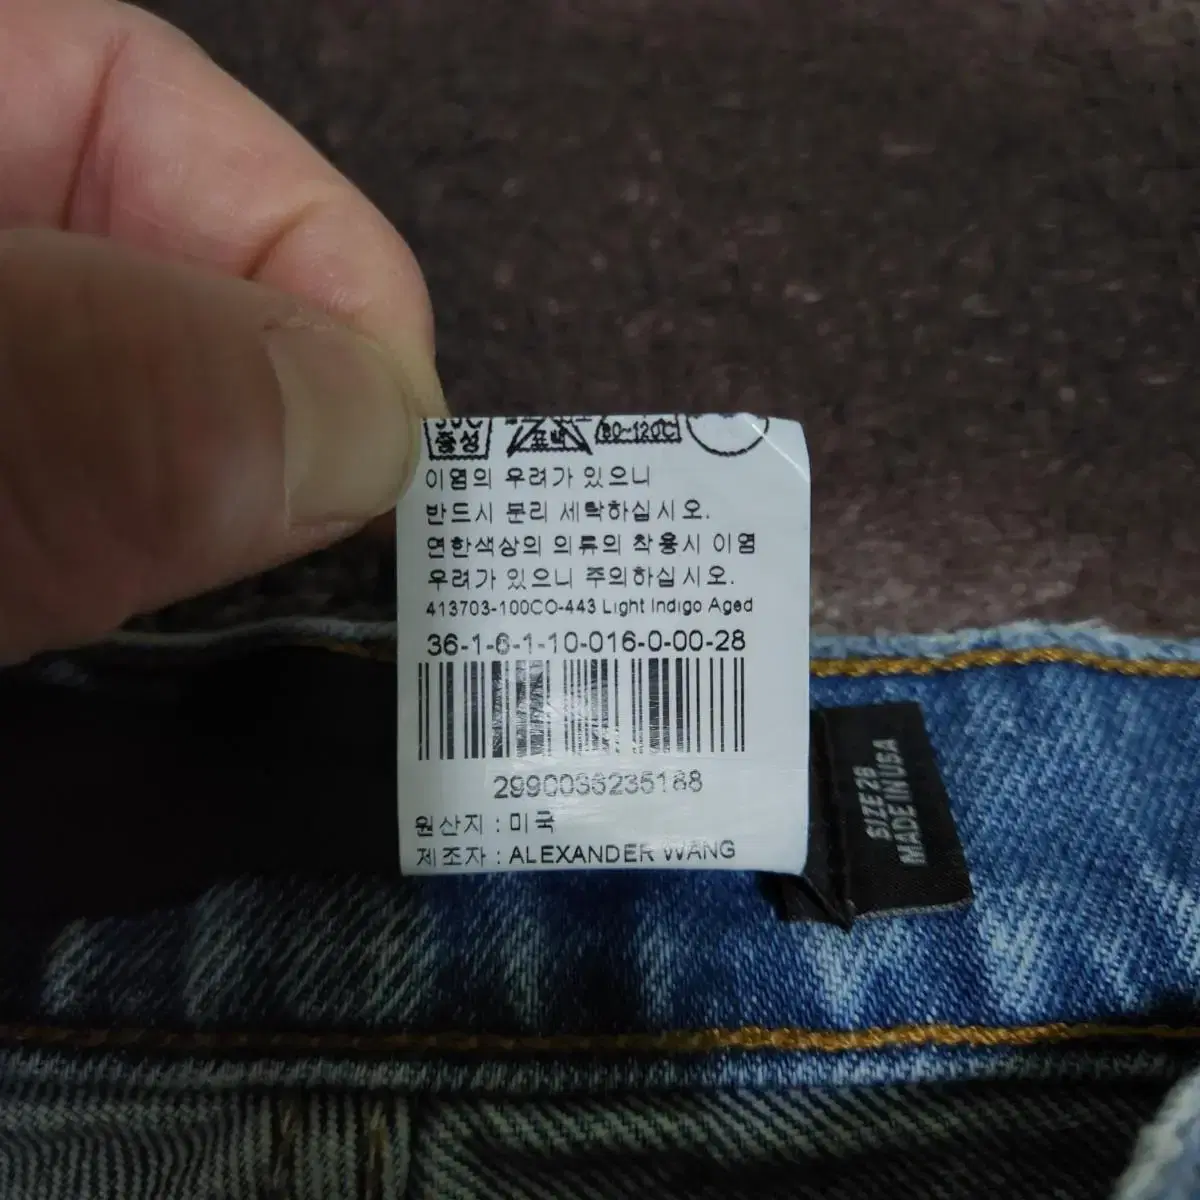 중성 표백 80~120℃
이염의 우려가 있으니
반드시 분리 세탁하십시오.
연한색상의 의류의 착용시 이염
우려가 있으니 주의하십시오.
413703-100CO-443 Light Indigo Aged
36-1-6-1-10-016-0-00-28
2990036235188
원산지 : 미국
제조자 : ALEXANDER WANG
SIZE 28
MADE IN USA